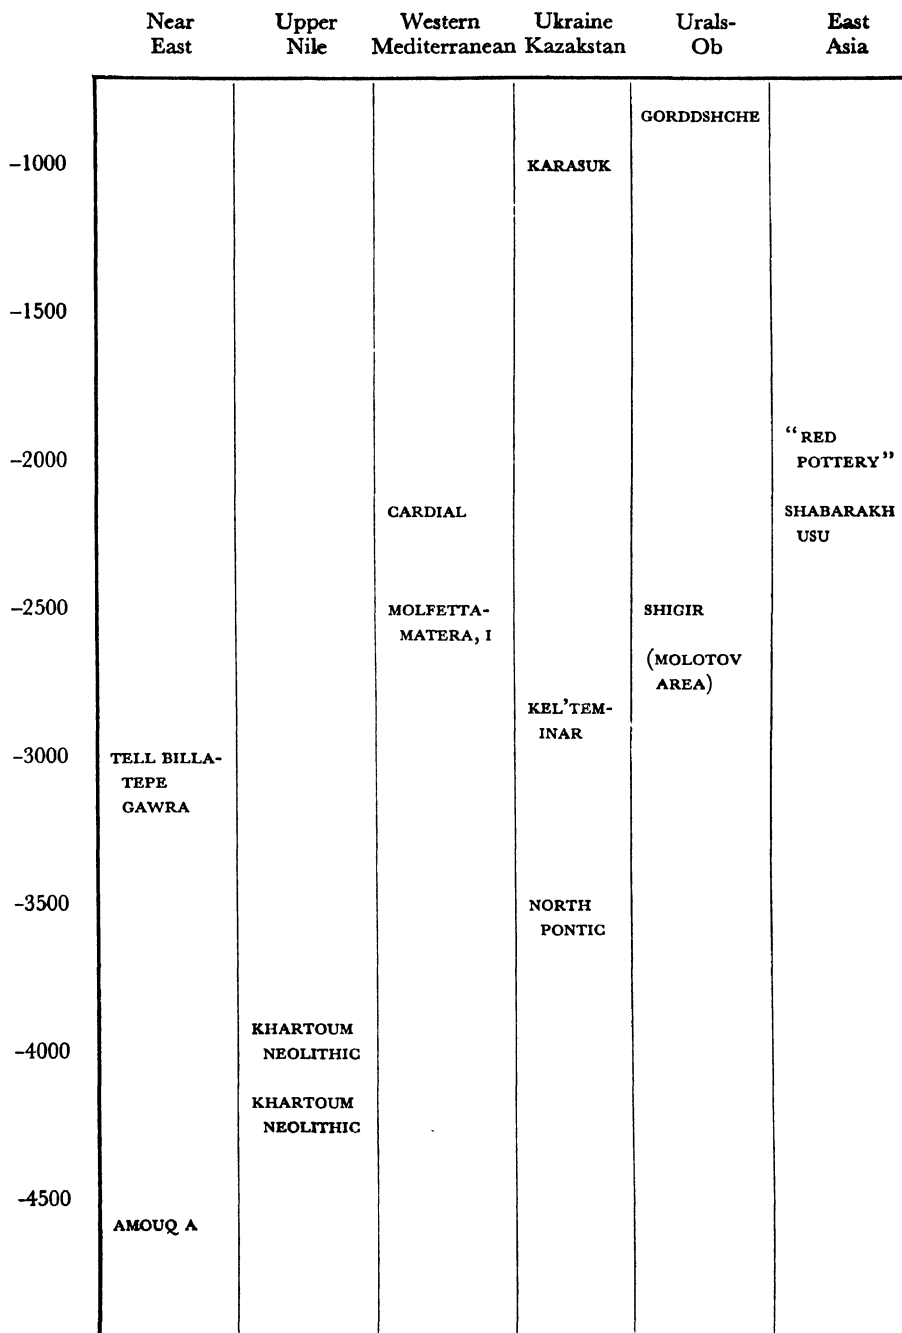 Near East
Upper Nile
Western Mediterranean
Ukraine Kazakstan
Urals-Ob
East Asia
GORDDSHCHE
-1000
KARASUK
-1500
"RED
POTTERY"
-2000
CARDIAL
SHABARAKH
USU
-2500
MOLFETTA-
MATERA, I
SHIGIR
(MOLOTOV
AREA)
KEL'TEM-
INAR
-3000
TELL BILLA-
TEPE
GAWRA
-3500
NORTH
PONTIC
KHARTOUM
NEOLITHIC
-4000
KHARTOUM
NEOLITHIC
-4500
AMOUQ A